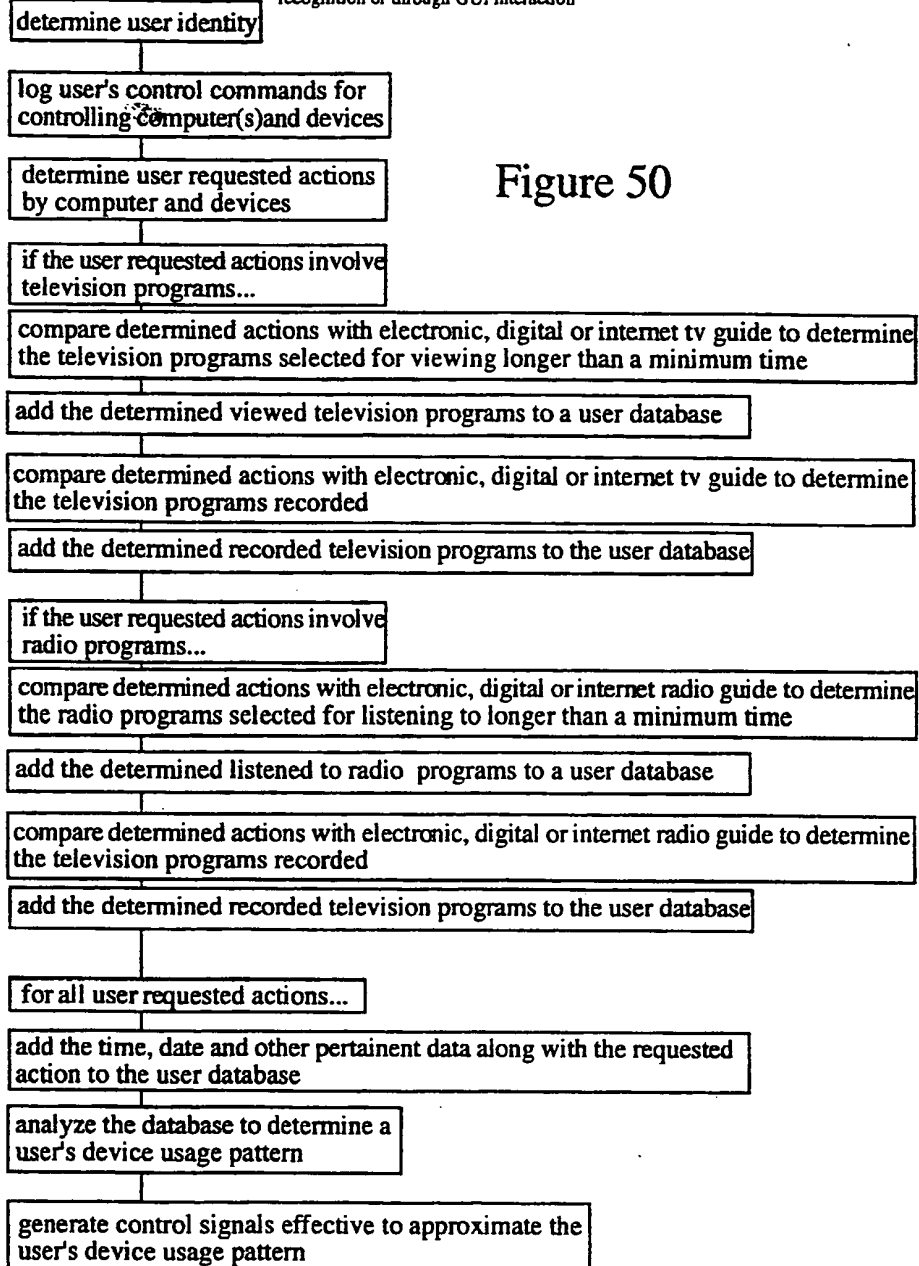 recognition or through GUI interaction
determine user identity
log user's control commands for
controlling computer(s)and devices
Figure 50
determine user requested actions
by computer and devices
if the user requested actions involve
television programs...
compare determined actions with electronic, digital or internet tv guide to determine
the television programs selected for viewing longer than a minimum time
add the determined viewed television programs to a user database
compare determined actions with electronic, digital or internet tv guide to determine
the television programs recorded
add the determined recorded television programs to the user database
if the user requested actions involve
radio programs...
compare determined actions with electronic, digital or internet radio guide to determine
the radio programs selected for listening to longer than a minimum time
add the determined listened to radio programs to a user database
compare determined actions with electronic, digital or internet radio guide to determine
the television programs recorded
add the determined recorded television programs to the user database
for all user requested actions...
add the time, date and other pertainent data along with the requested
action to the user database
analyze the database to determine a
user's device usage pattern
generate control signals effective to approximate the
user's device usage pattern